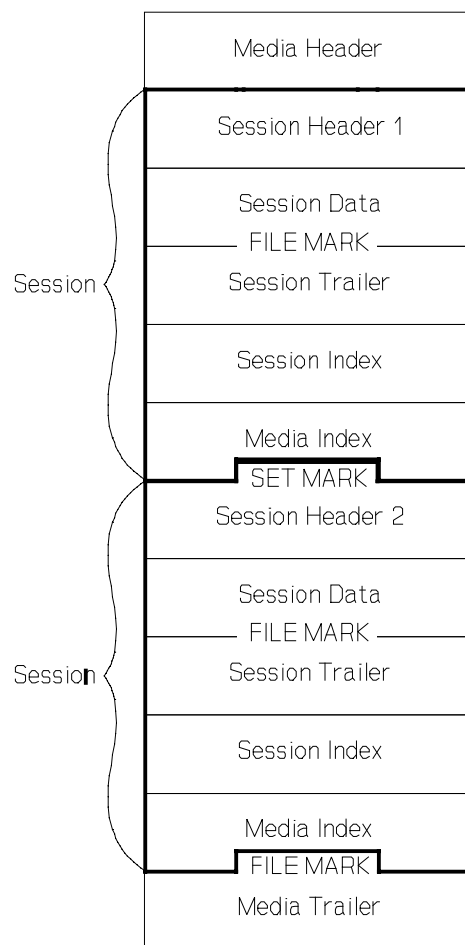 Media Header
Session Header 1
Session Data
FILE MARK
Session
Session Trailer
Session Index
Media Index
SET MARK
Session Header 2
Session Data
FILE MARK
Session
Session Trailer
Session Index
Media Index
FILE MARK
Media Trailer